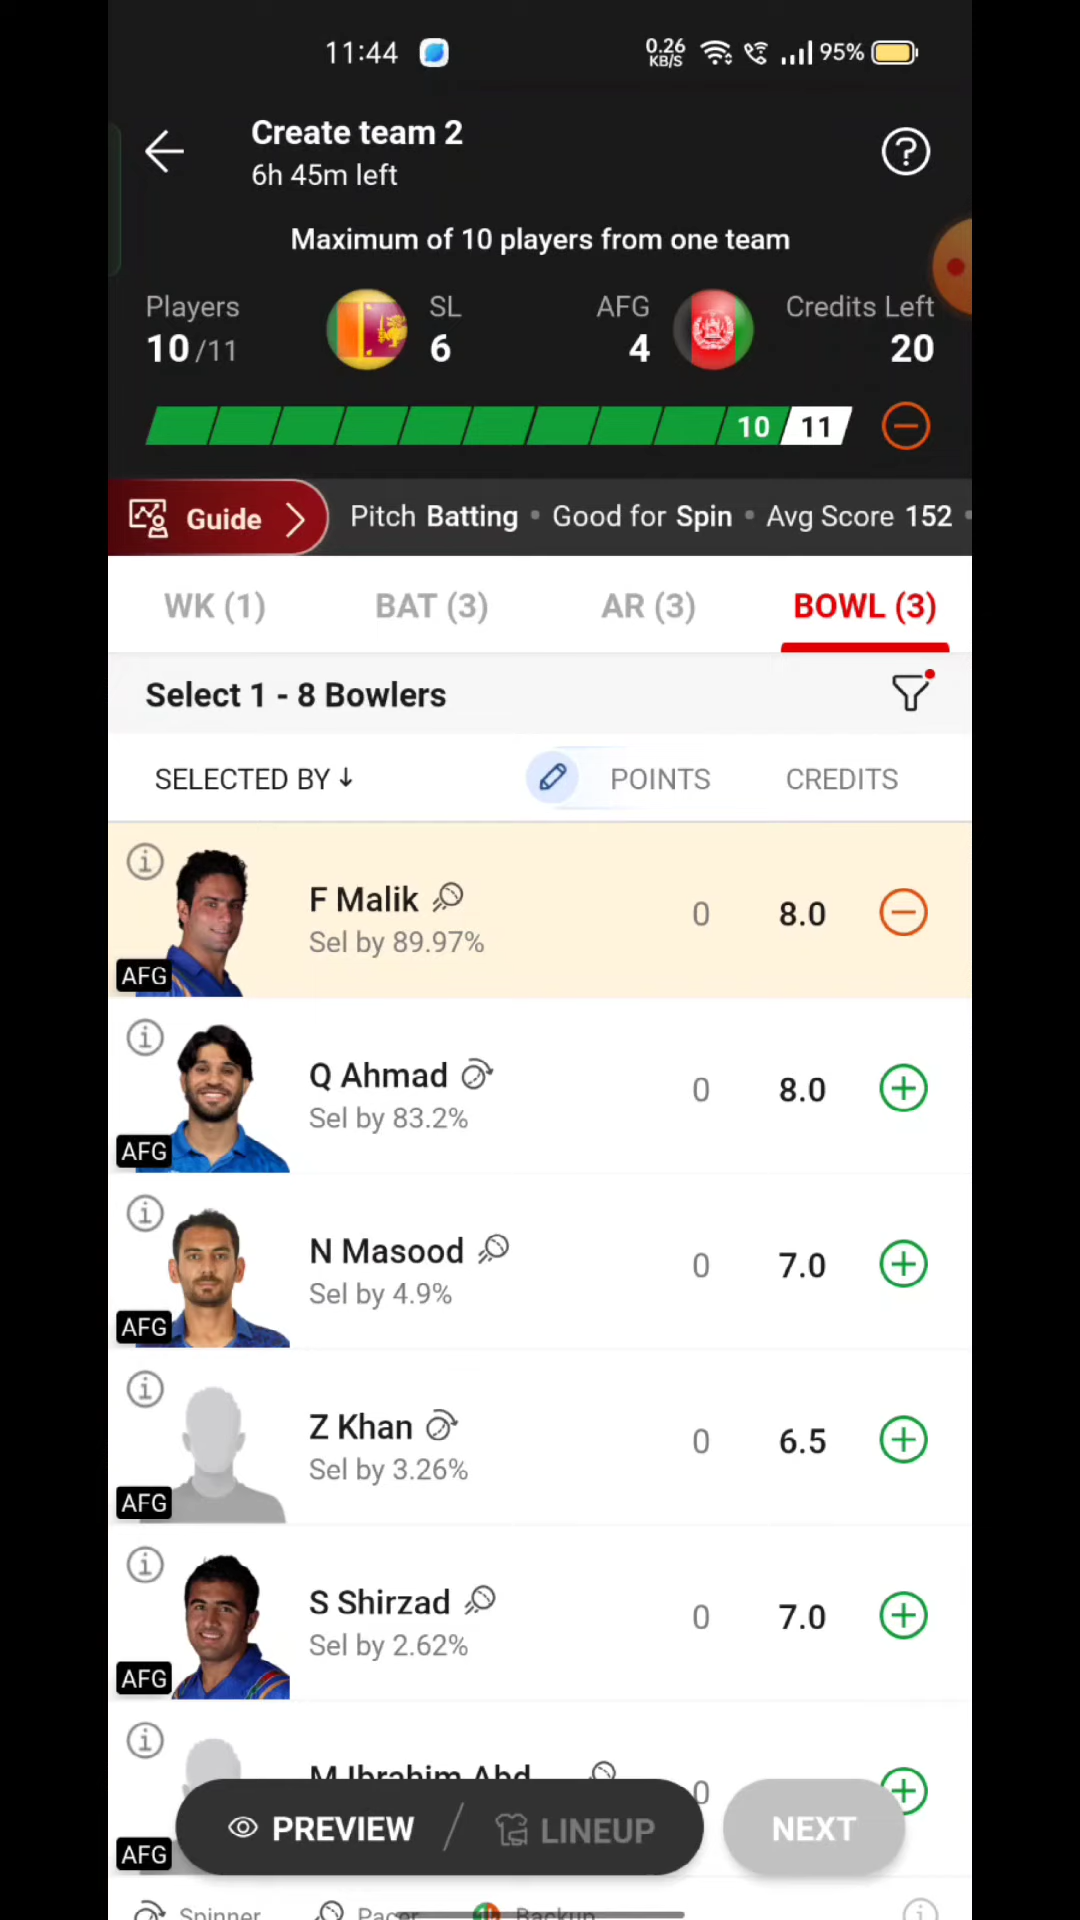 11:44 0.26 KB/S 95%
Create team 2
6h 45m left
Maximum of 10 players from one team
Players SL AFG Credits Left
10/11 6 4 20
10 11
Guide Pitch Batting • Good for Spin • Avg Score 152 •
WK (1) BAT (3) AR (3) BOWL (3)
Select 1 - 8 Bowlers
SELECTED BY ↓ POINTS CREDITS
F Malik
Sel by 89.97%
0 8.0
AFG
Q Ahmad
Sel by 83.2%
0 8.0
AFG
N Masood
Sel by 4.9%
0 7.0
AFG
Z Khan
Sel by 3.26%
0 6.5
AFG
S Shirzad
Sel by 2.62%
0 7.0
AFG
M Ibrahim Abd...
0
AFG
PREVIEW / LINEUP NEXT
Spinner Pacer Backup